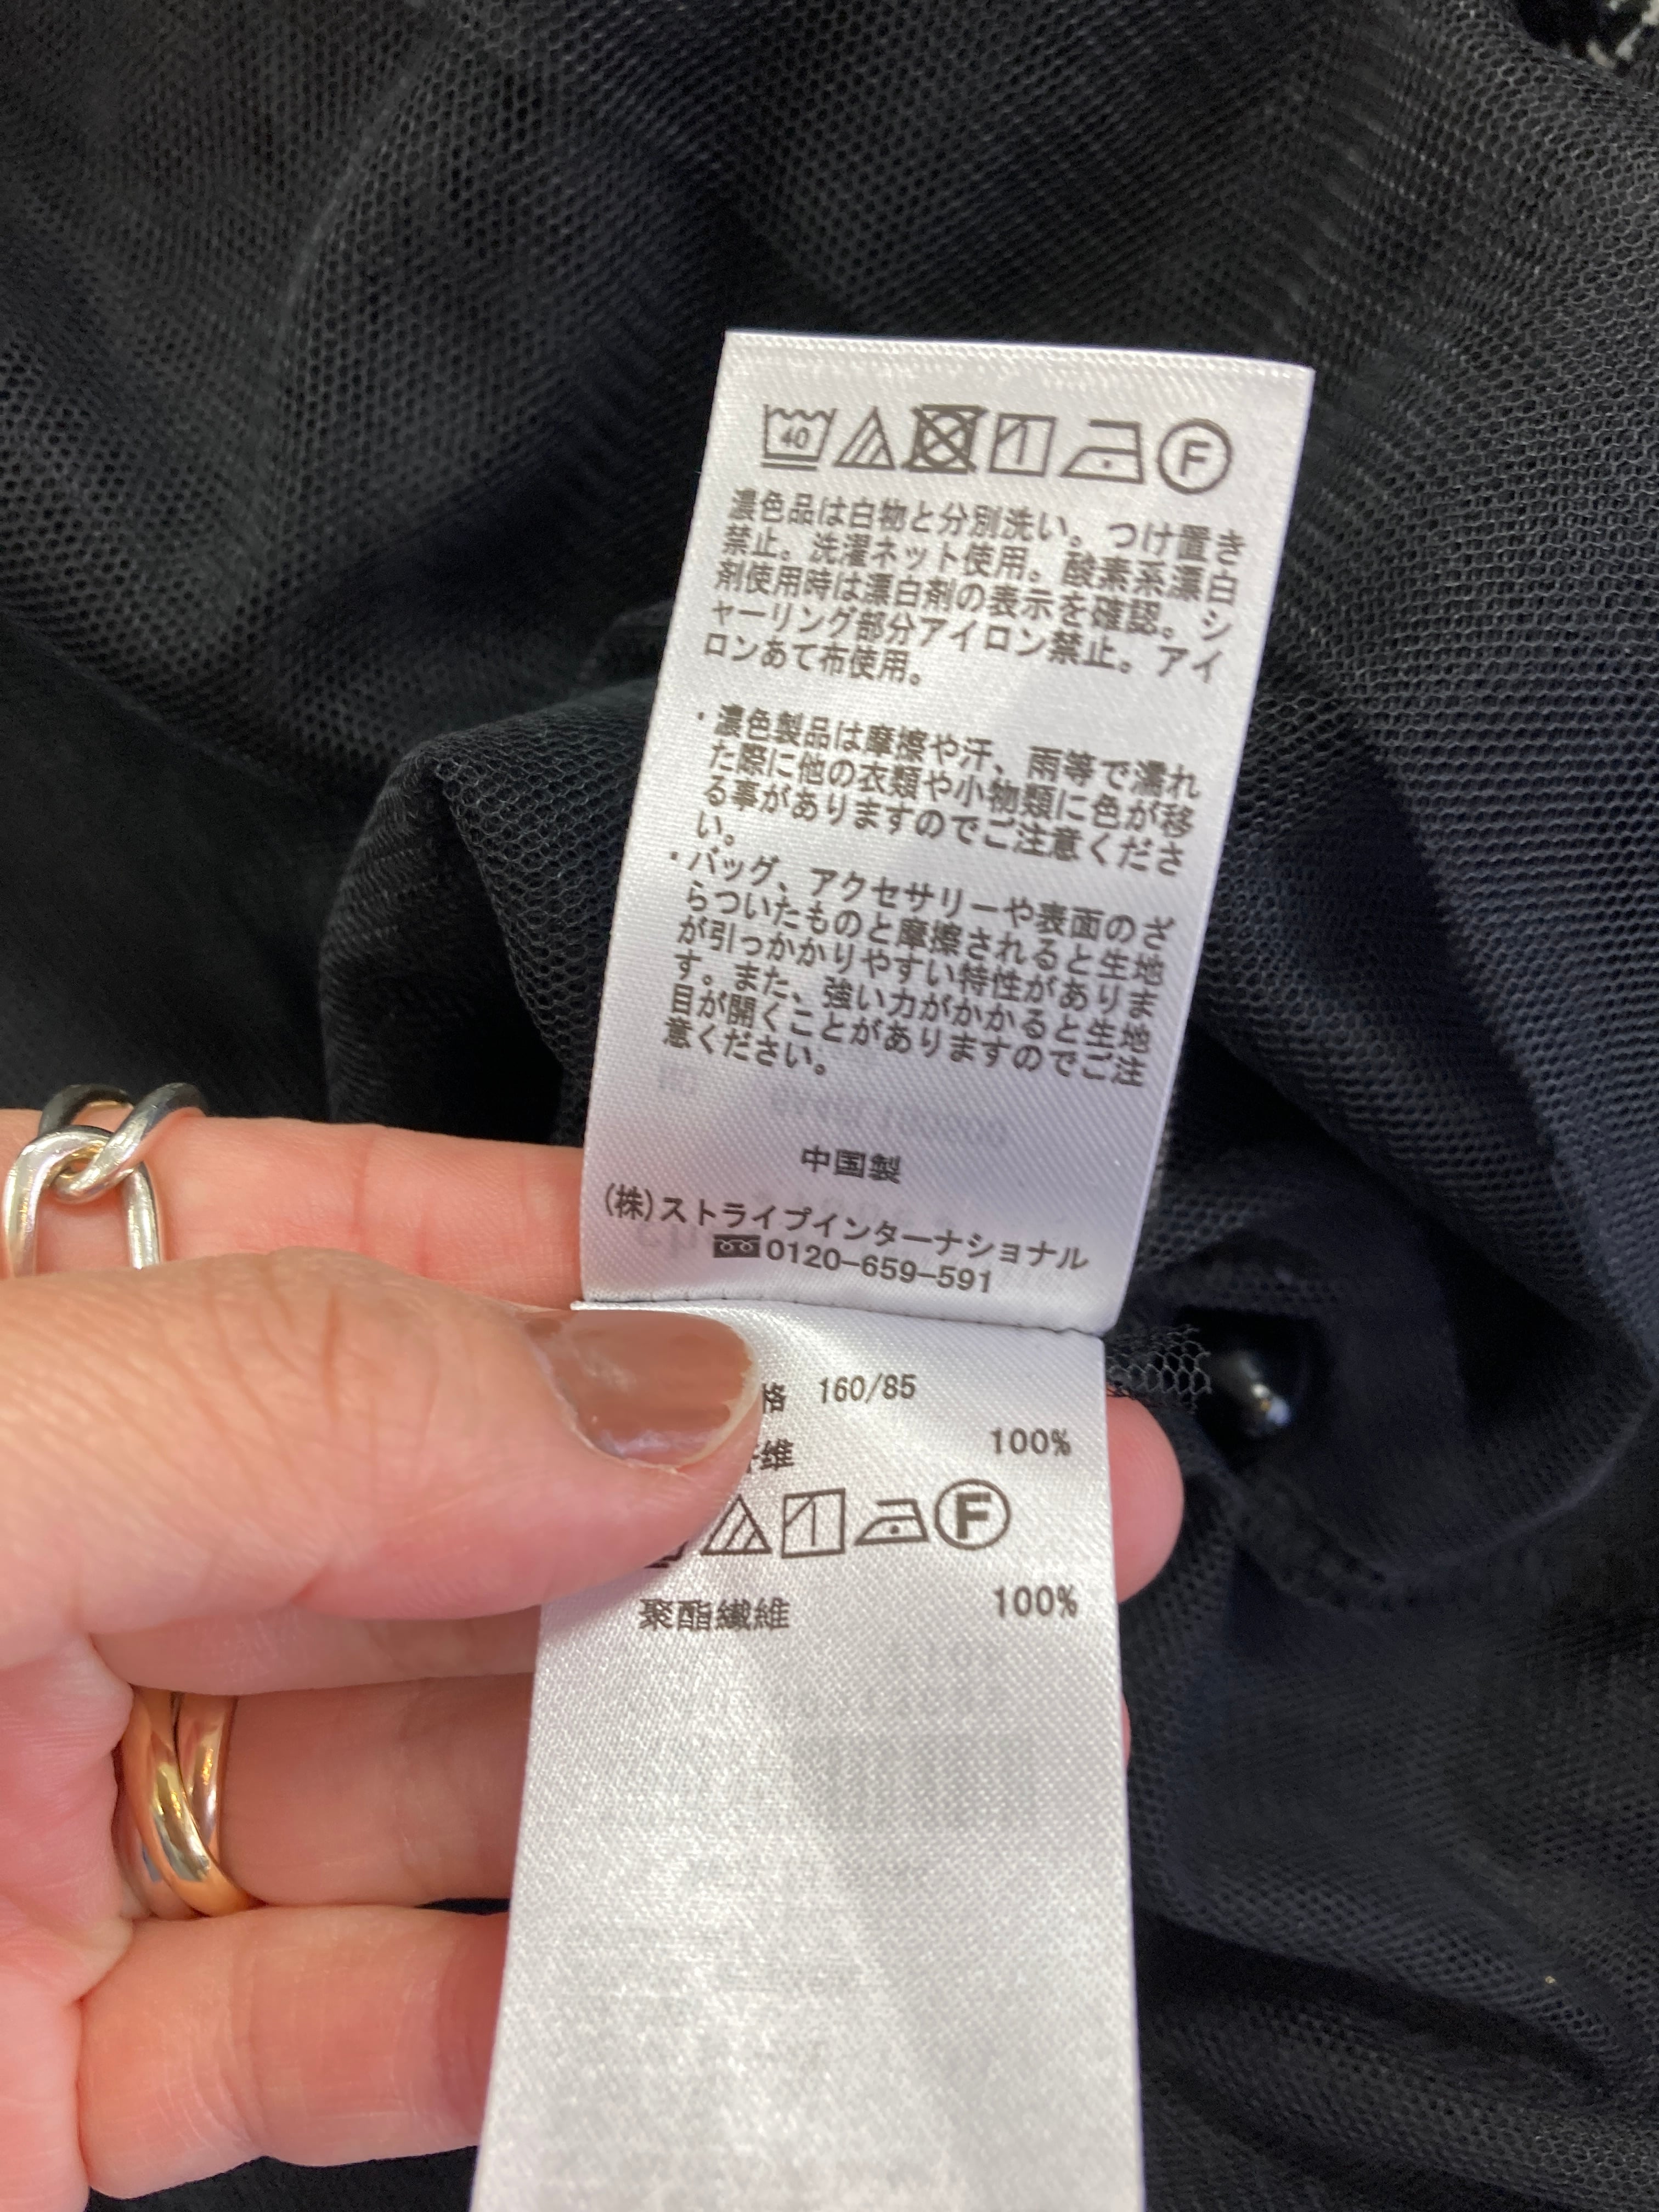 40 F
濃色品は白物と分別洗い。つけ置き
禁止。洗濯ネット使用。酸素系漂白
剤使用時は漂白剤の表示を確認。シ
ャーリング部分アイロン禁止。アイ
ロンあて布使用。
・濃色製品は摩擦や汗、雨等で濡れ
た際に他の衣類や小物類に色が移
る事がありますのでご注意くださ
い。
・バッグ、アクセサリーや表面のざ
らついたものと摩擦されると生地
が引っかかりやすい特性がありま
す。また、強い力がかかると生地
目が開くことがありますのでご注
意ください。
中国製
(株)ストライプインターナショナル
0120-659-591
格 160/85
维 100%
F
聚酯纖維 100%